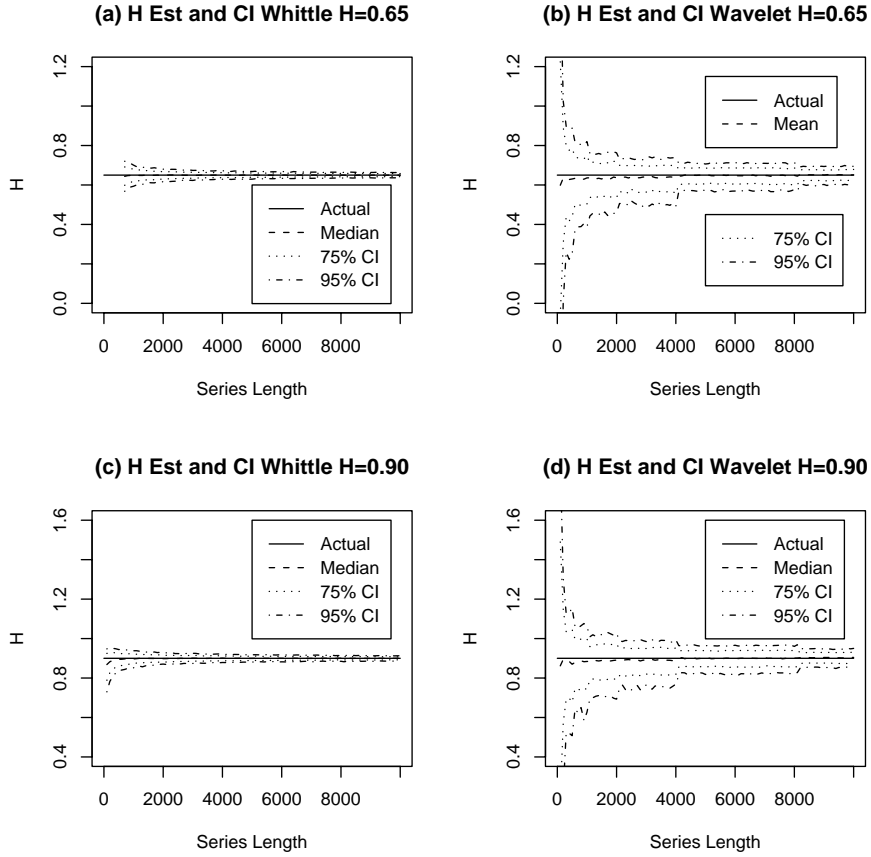 (a) H Est and CI Whittle H=0.65
H
0.0
0.4
0.8
1.2
Actual
Median
75% CI
95% CI
0
2000
4000
6000
8000
Series Length
(b) H Est and CI Wavelet H=0.65
H
0.0
0.4
0.8
1.2
Actual
Mean
75% CI
95% CI
0
2000
4000
6000
8000
Series Length
(c) H Est and CI Whittle H=0.90
H
0.4
0.8
1.2
1.6
Actual
Median
75% CI
95% CI
0
2000
4000
6000
8000
Series Length
(d) H Est and CI Wavelet H=0.90
H
0.4
0.8
1.2
1.6
Actual
Median
75% CI
95% CI
0
2000
4000
6000
8000
Series Length